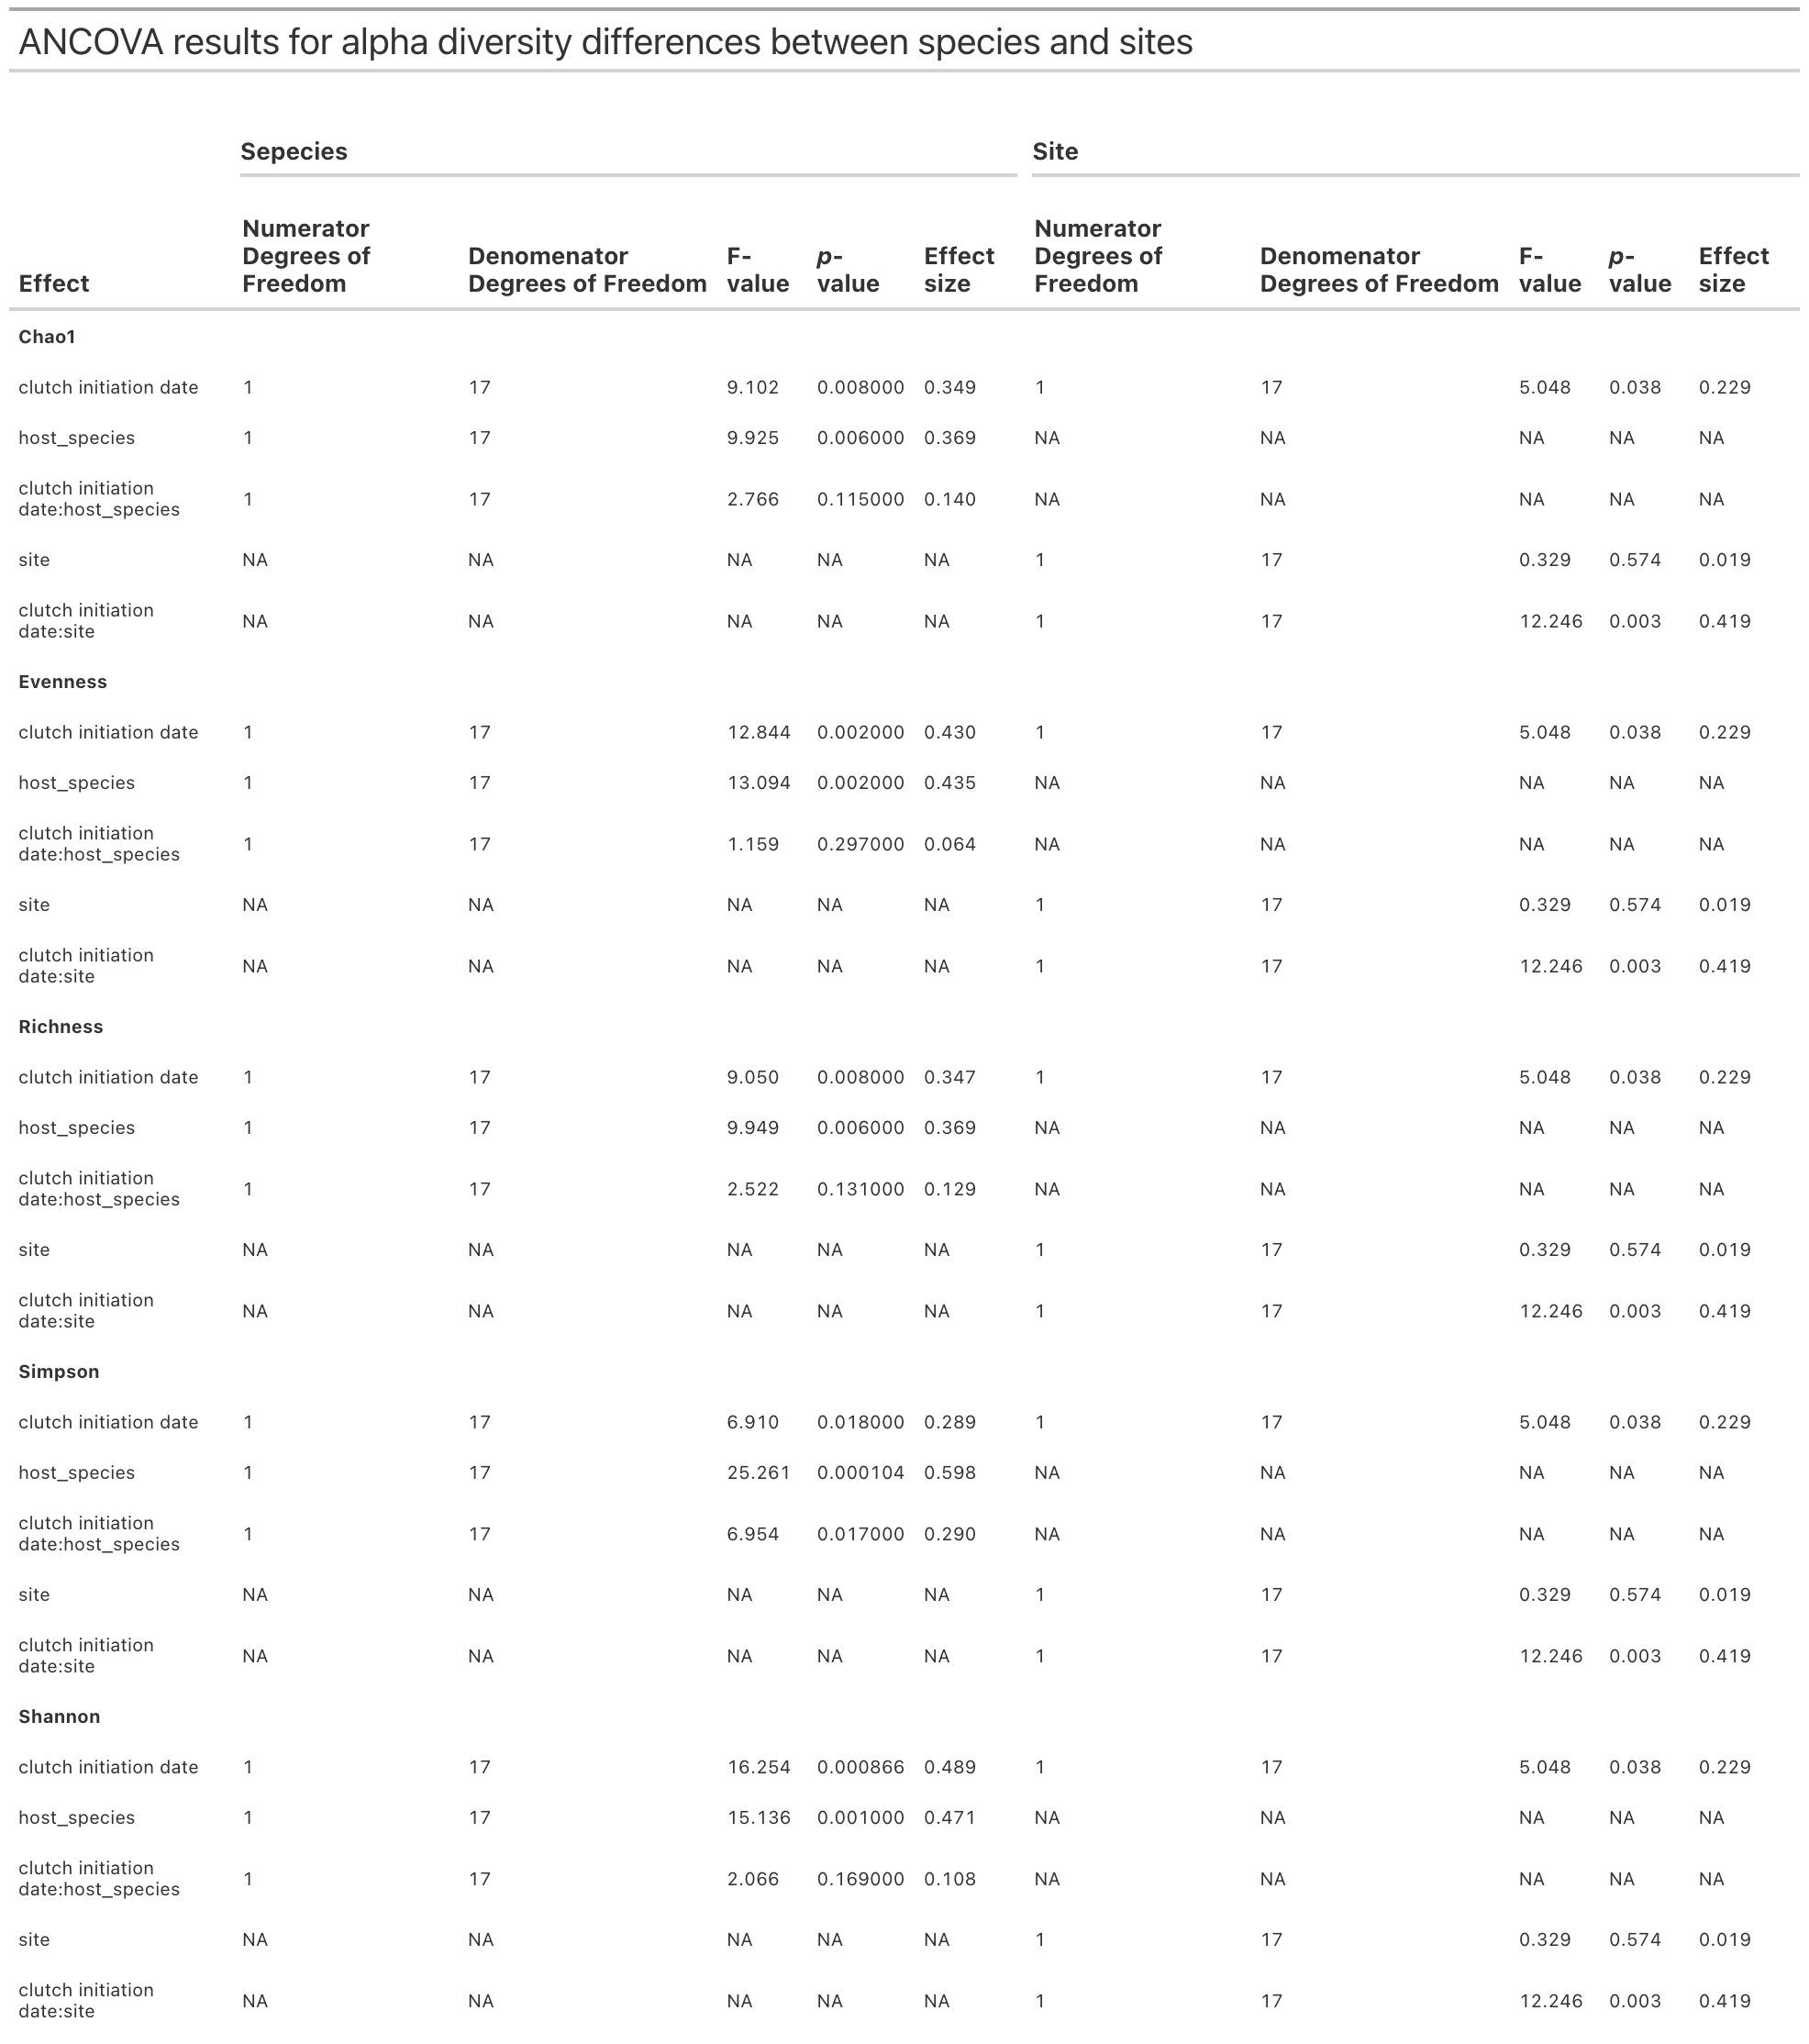 ANCOVA results for alpha diversity differences between species and sites
Sepecies Site
Effect Numerator Degrees of Freedom Denomenator Degrees of Freedom F-value p-value Effect size Numerator Degrees of Freedom Denomenator Degrees of Freedom F-value p-value Effect size
Chao1
clutch initiation date 1 17 9.102 0.008000 0.349 1 17 5.048 0.038 0.229
host_species 1 17 9.925 0.006000 0.369 NA NA NA NA NA
clutch initiation date:host_species 1 17 2.766 0.115000 0.140 NA NA NA NA NA
site NA NA NA NA NA 1 17 0.329 0.574 0.019
clutch initiation date:site NA NA NA NA NA 1 17 12.246 0.003 0.419
Evenness
clutch initiation date 1 17 12.844 0.002000 0.430 1 17 5.048 0.038 0.229
host_species 1 17 13.094 0.002000 0.435 NA NA NA NA NA
clutch initiation date:host_species 1 17 1.159 0.297000 0.064 NA NA NA NA NA
site NA NA NA NA NA 1 17 0.329 0.574 0.019
clutch initiation date:site NA NA NA NA NA 1 17 12.246 0.003 0.419
Richness
clutch initiation date 1 17 9.050 0.008000 0.347 1 17 5.048 0.038 0.229
host_species 1 17 9.949 0.006000 0.369 NA NA NA NA NA
clutch initiation date:host_species 1 17 2.522 0.131000 0.129 NA NA NA NA NA
site NA NA NA NA NA 1 17 0.329 0.574 0.019
clutch initiation date:site NA NA NA NA NA 1 17 12.246 0.003 0.419
Simpson
clutch initiation date 1 17 6.910 0.018000 0.289 1 17 5.048 0.038 0.229
host_species 1 17 25.261 0.000104 0.598 NA NA NA NA NA
clutch initiation date:host_species 1 17 6.954 0.017000 0.290 NA NA NA NA NA
site NA NA NA NA NA 1 17 0.329 0.574 0.019
clutch initiation date:site NA NA NA NA NA 1 17 12.246 0.003 0.419
Shannon
clutch initiation date 1 17 16.254 0.000866 0.489 1 17 5.048 0.038 0.229
host_species 1 17 15.136 0.001000 0.471 NA NA NA NA NA
clutch initiation date:host_species 1 17 2.066 0.169000 0.108 NA NA NA NA NA
site NA NA NA NA NA 1 17 0.329 0.574 0.019
clutch initiation date:site NA NA NA NA NA 1 17 12.246 0.003 0.419